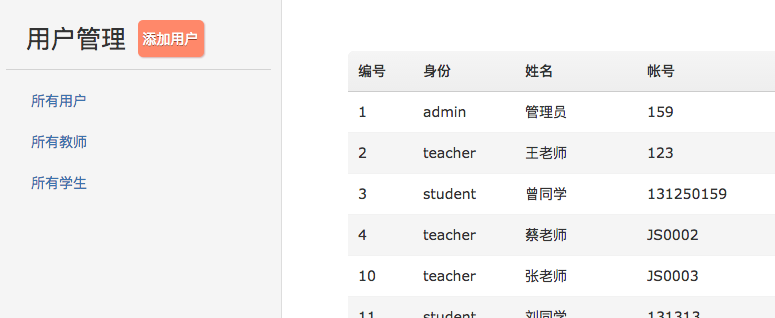 用户管理 添加用户
所有用户
所有教师
所有学生
编号 身份 姓名 帐号
1 admin 管理员 159
2 teacher 王老师 123
3 student 曾同学 131250159
4 teacher 蔡老师 JS0002
10 teacher 张老师 JS0003
11 student 刘同学 131313